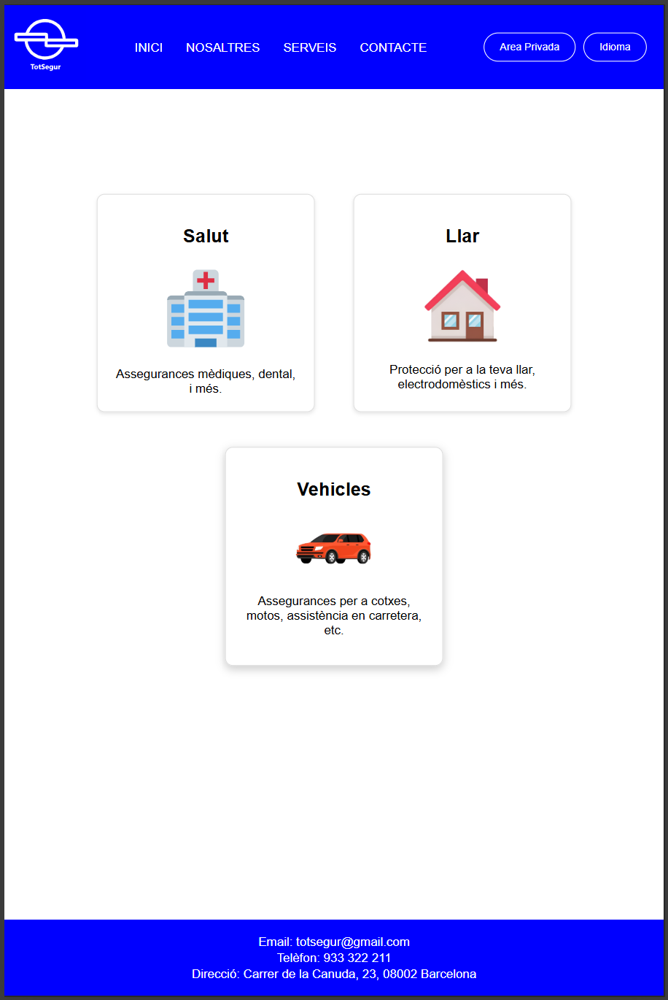 TotSegur
INICI
NOSALTRES
SERVEIS
CONTACTE
Area Privada
Idioma
Salut
Assegurances mèdiques, dental,
i més.
Llar
Protecció per a la teva llar,
electrodomèstics i més.
Vehicles
Assegurances per a cotxes,
motos, assistència en carretera,
etc.
Email: totsegur@gmail.com
Telèfon: 933 322 211
Direcció: Carrer de la Canuda, 23, 08002 Barcelona